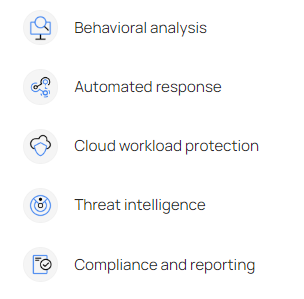 Behavioral analysis
Automated response
Cloud workload protection
Threat intelligence
Compliance and reporting